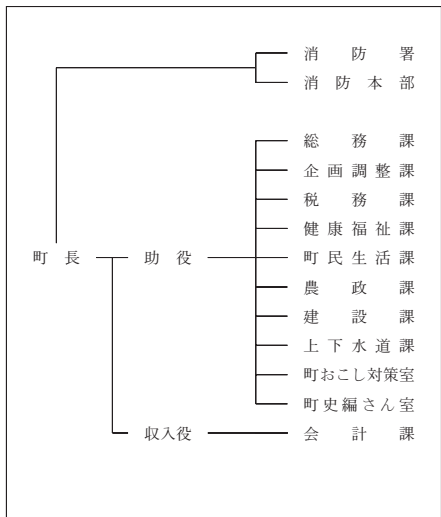 消防署
消防本部
総務課
企画調整課
税務課
健康福祉課
町長
助役
町民生活課
農政課
建設課
上下水道課
町おこし対策室
町史編さん室
収入役
会計課